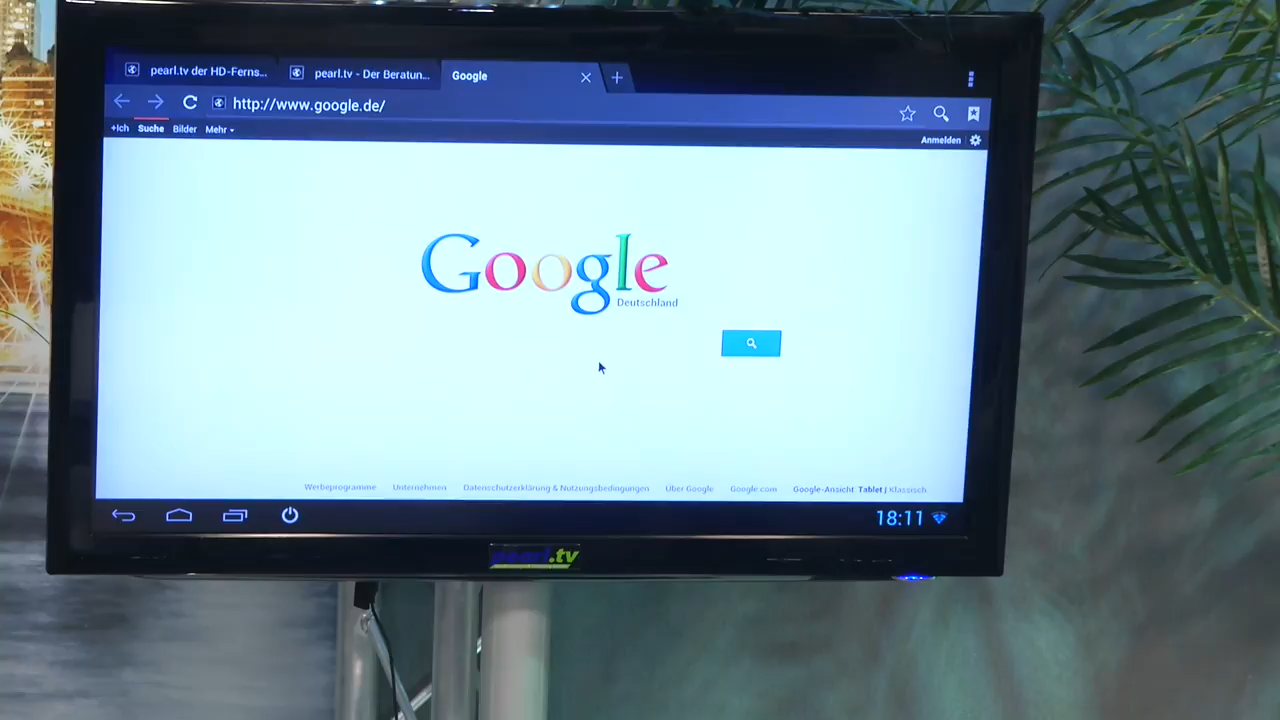 pearl.tv der HD-Ferns...
pearl.tv - Der Beratun...
Google
http://www.google.de/
+Ich Suche Bilder Mehr
Anmelden
Google
Deutschland
Werbeprogramme Unternehmen Datenschutzerklärung & Nutzungsbedingungen Über Google Google.com Google-Ansicht Tablet | Klassisch
18:11
pearl.tv